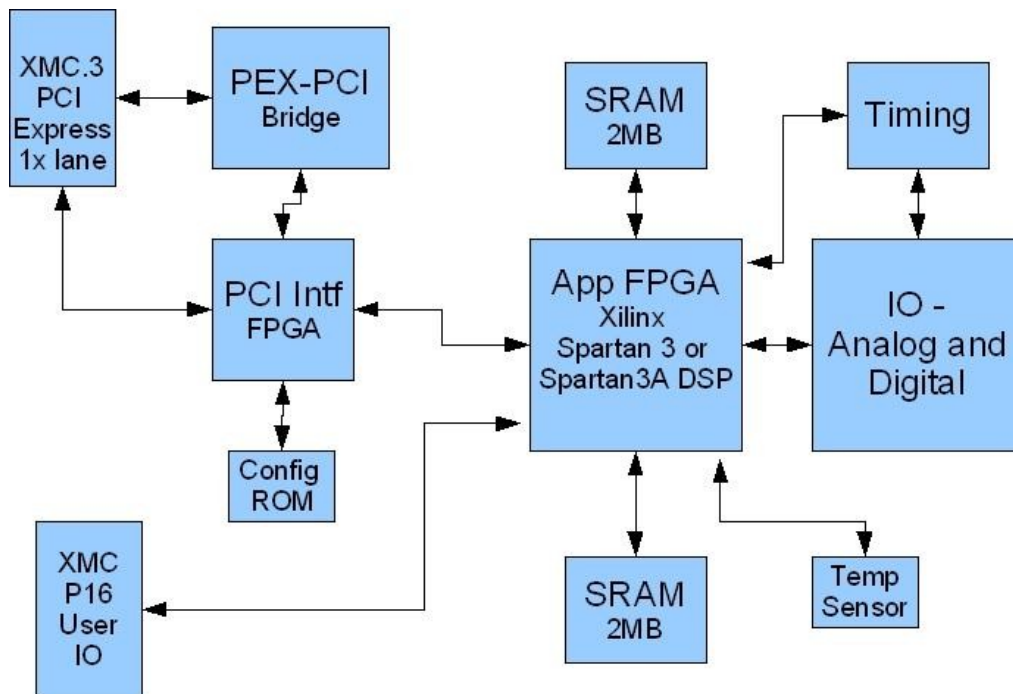 XMC.3
PCI
Express
1x lane
PEX-PCI
Bridge
SRAM
2MB
Timing
PCI Intf
FPGA
App FPGA
Xilinx
Spartan 3 or
Spartan3A DSP
IO -
Analog and
Digital
Config
ROM
XMC
P16
User
IO
SRAM
2MB
Temp
Sensor